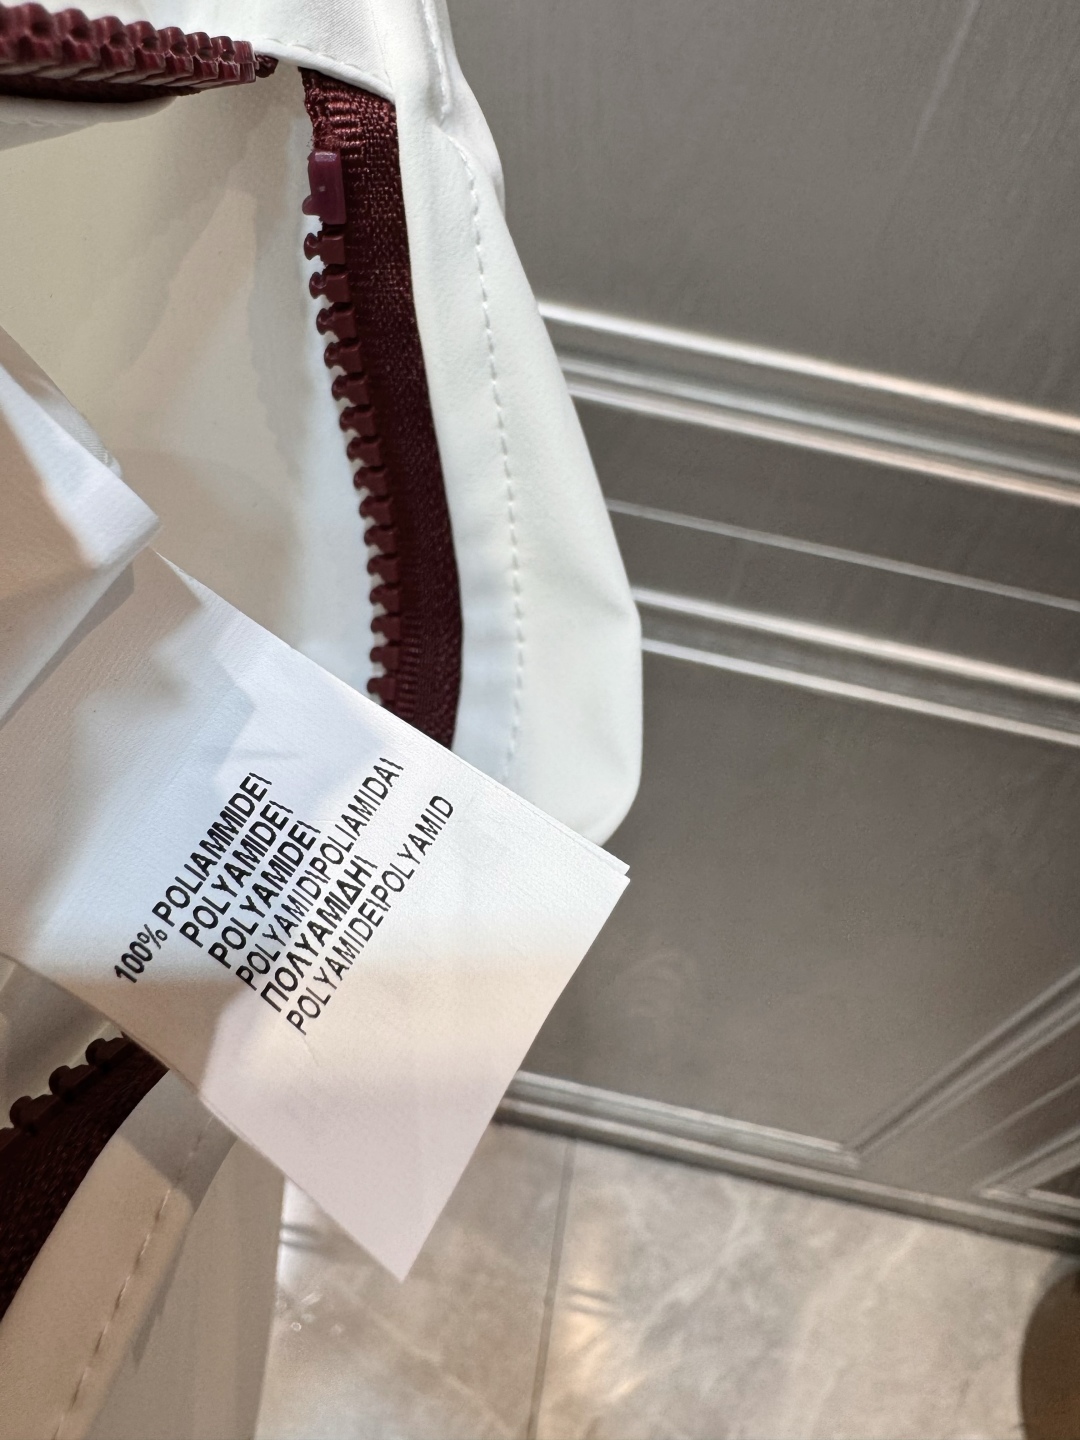 100% POLIAMMIDE\
POLYAMIDE\
POLYAMIDE\
POLYAMID\POLIAMIDA\
ΠΟΛΥΑΜΙΔΗ\
POLYAMIDE\POLYAMID